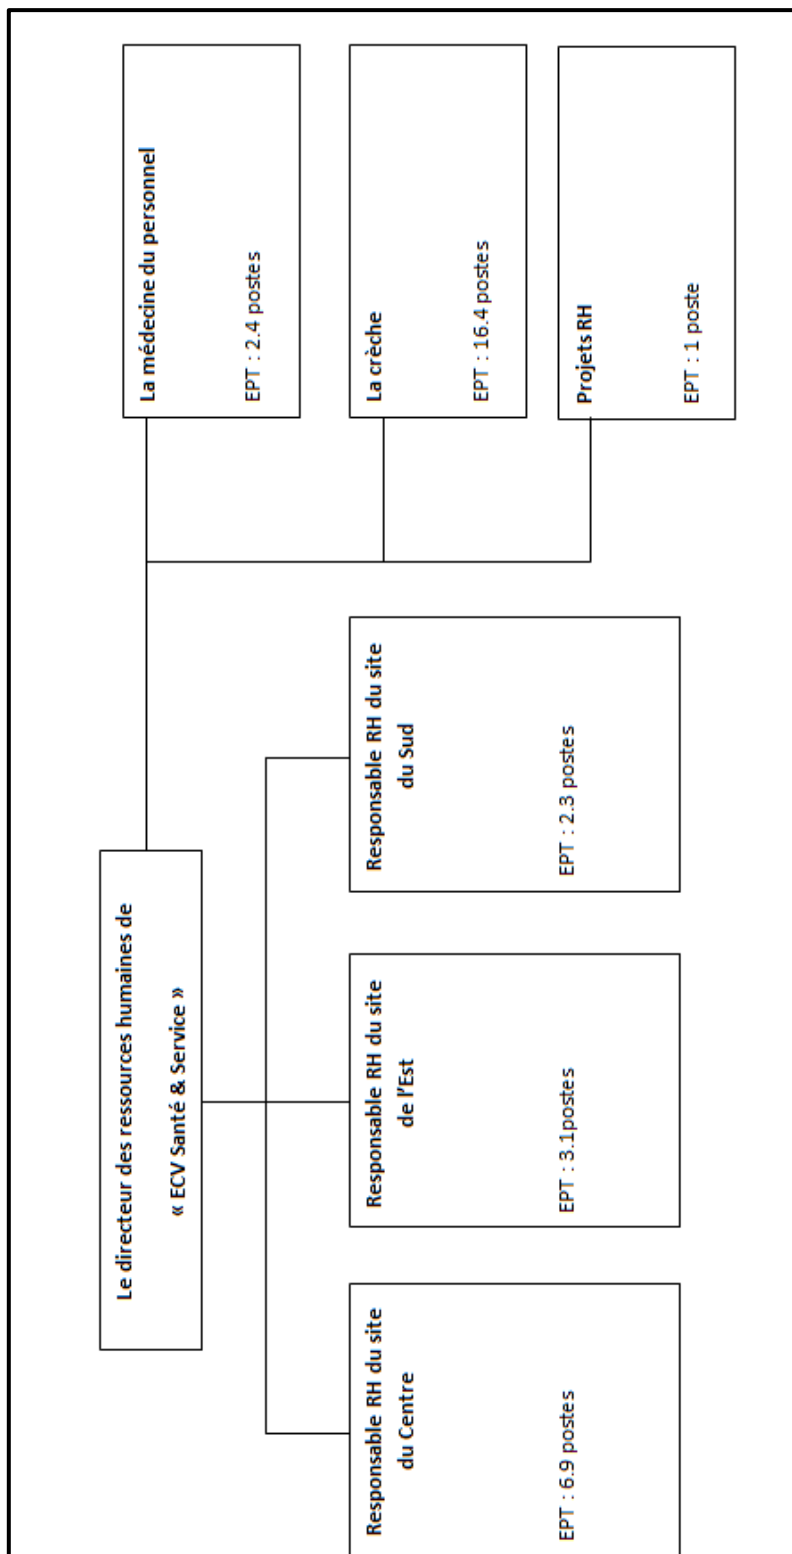 Le directeur des ressources humaines de
« ECV Santé & Service »
La médecine du personnel
EPT : 2.4 postes
La crèche
EPT : 16.4 postes
Projets RH
EPT : 1 poste
Responsable RH du site
du Centre
EPT : 6.9 postes
Responsable RH du site
de l'Est
EPT : 3.1postes
Responsable RH du site
du Sud
EPT : 2.3 postes